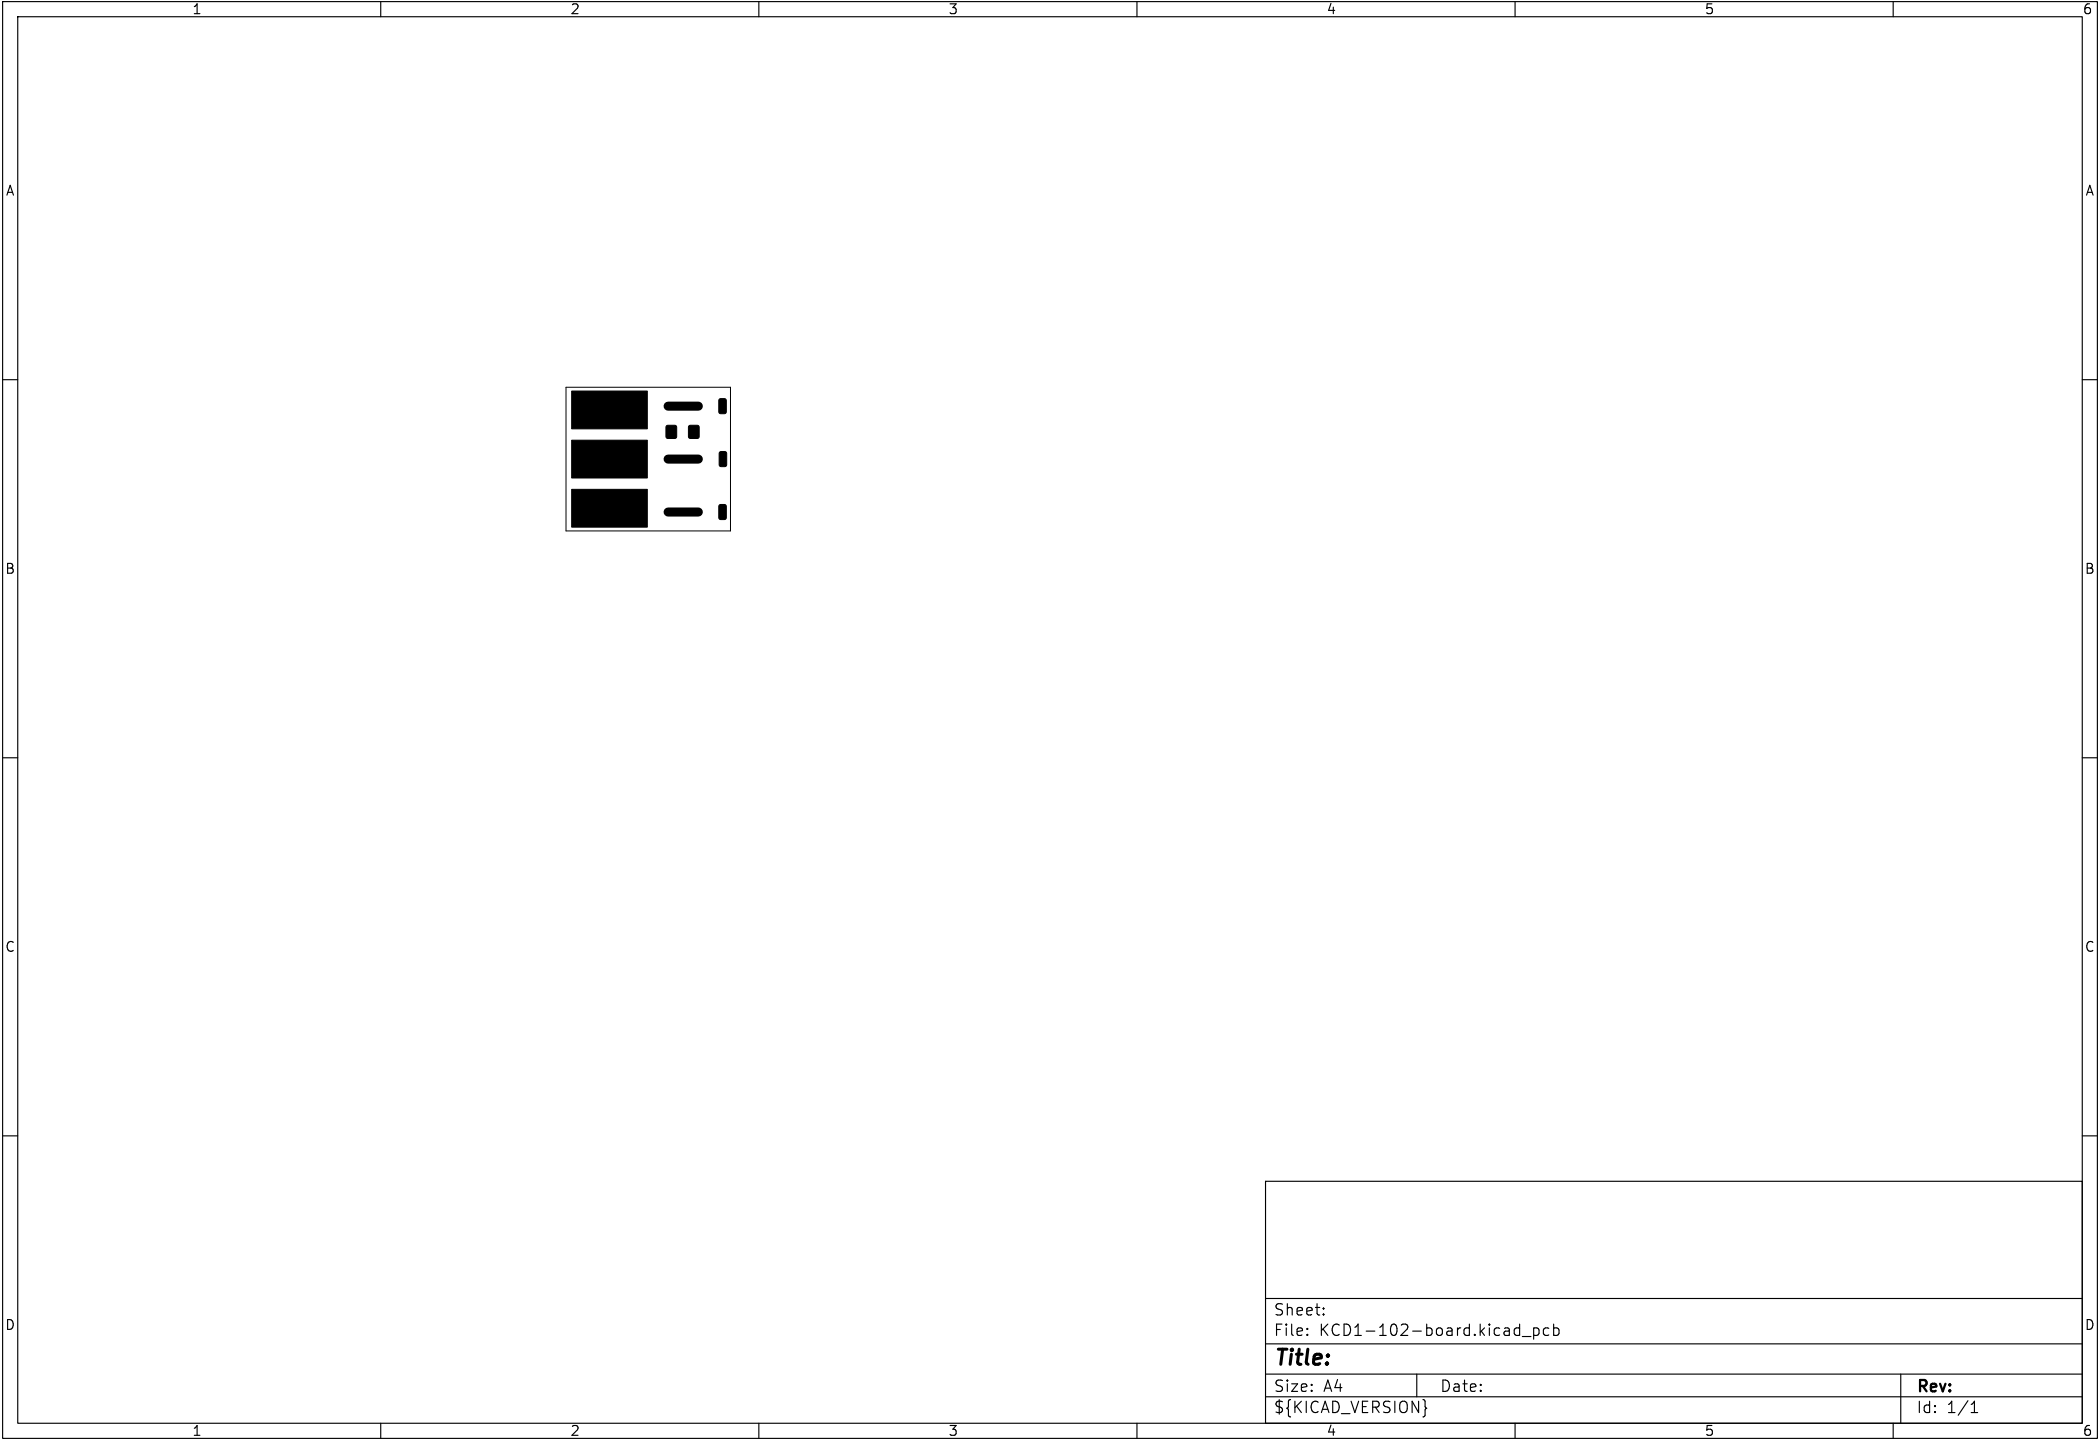 1 2 3 4 5 6
A A
B B
C C
D D
Sheet:
File: KCD1-102-board.kicad_pcb
Title:
Size: A4 Date: Rev:
${KICAD_VERSION} Id: 1/1
1 2 3 4 5 6